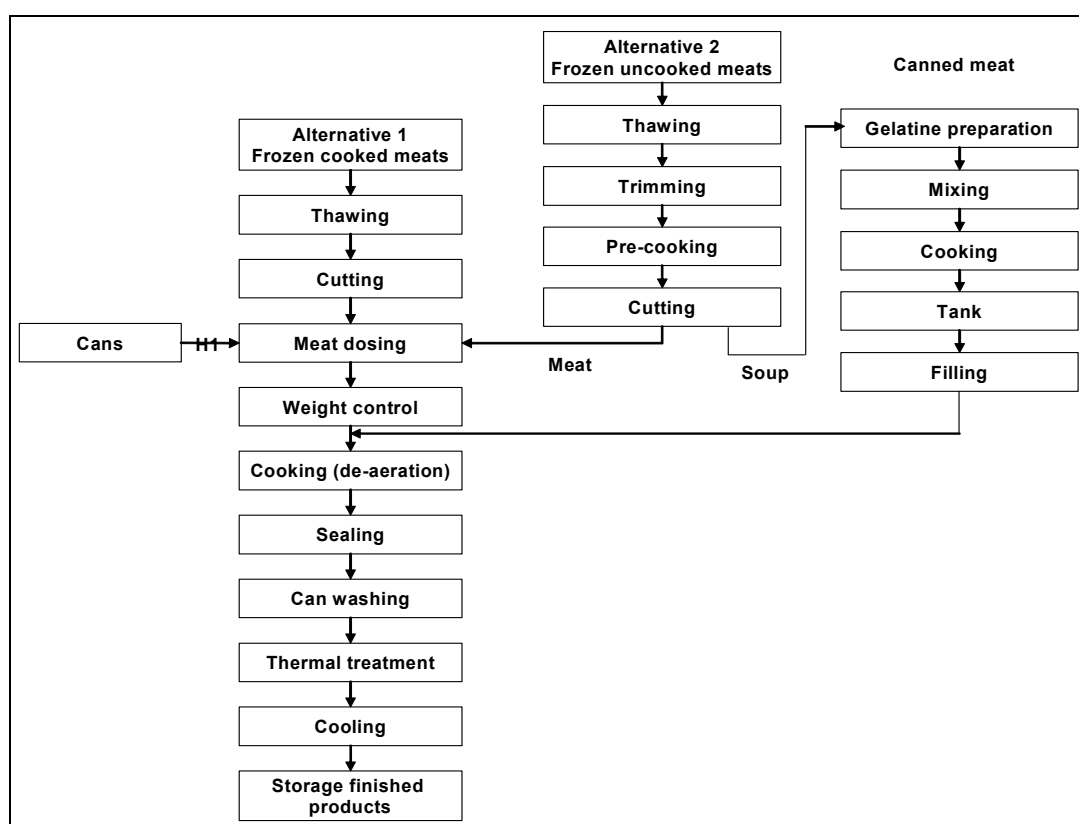 Alternative 2
Frozen uncooked meats
Canned meat
Thawing
Gelatine preparation
Alternative 1
Frozen cooked meats
Trimming
Mixing
Thawing
Pre-cooking
Cooking
Cutting
Cutting
Tank
Cans
H1
Meat dosing
Meat
Soup
Filling
Weight control
Cooking (de-aeration)
Sealing
Can washing
Thermal treatment
Cooling
Storage finished
products